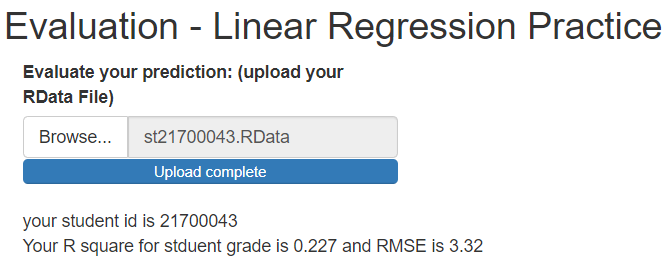 Evaluation - Linear Regression Practice
Evaluate your prediction: (upload your
RData File)
Browse... st21700043.RData
Upload complete
your student id is 21700043
Your R square for stduent grade is 0.227 and RMSE is 3.32